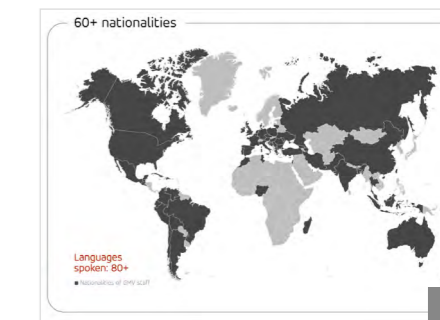 60+ nationalities
Languages
spoken: 80+
Nationalities of OMV staff